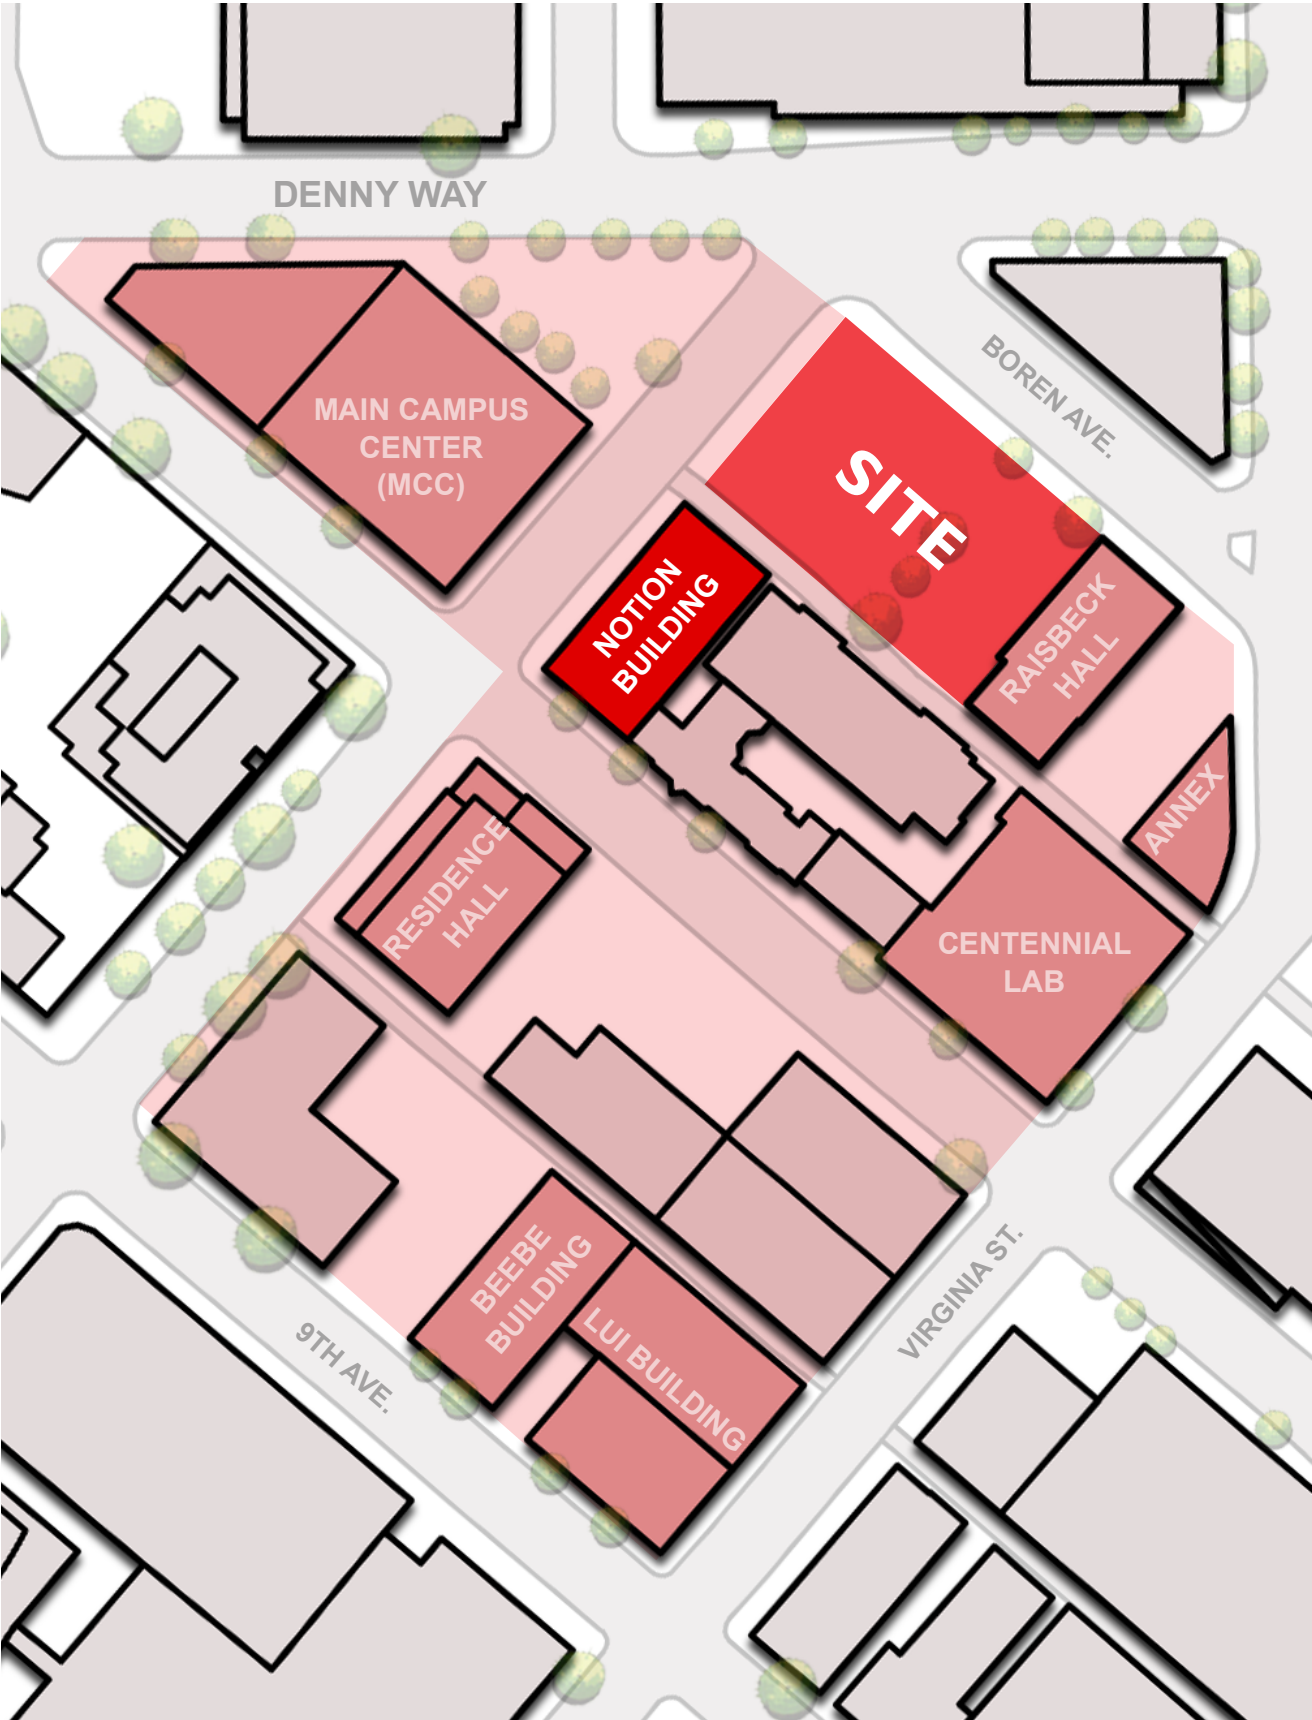 DENNY WAY
BOREN AVE.
MAIN CAMPUS
CENTER
(MCC)
SITE
NOTION
BUILDING
RAISBECK
HALL
ANNEX
RESIDENCE
HALL
CENTENNIAL
LAB
BEEBE
BUILDING
LUI BUILDING
VIRGINIA ST.
9TH AVE.